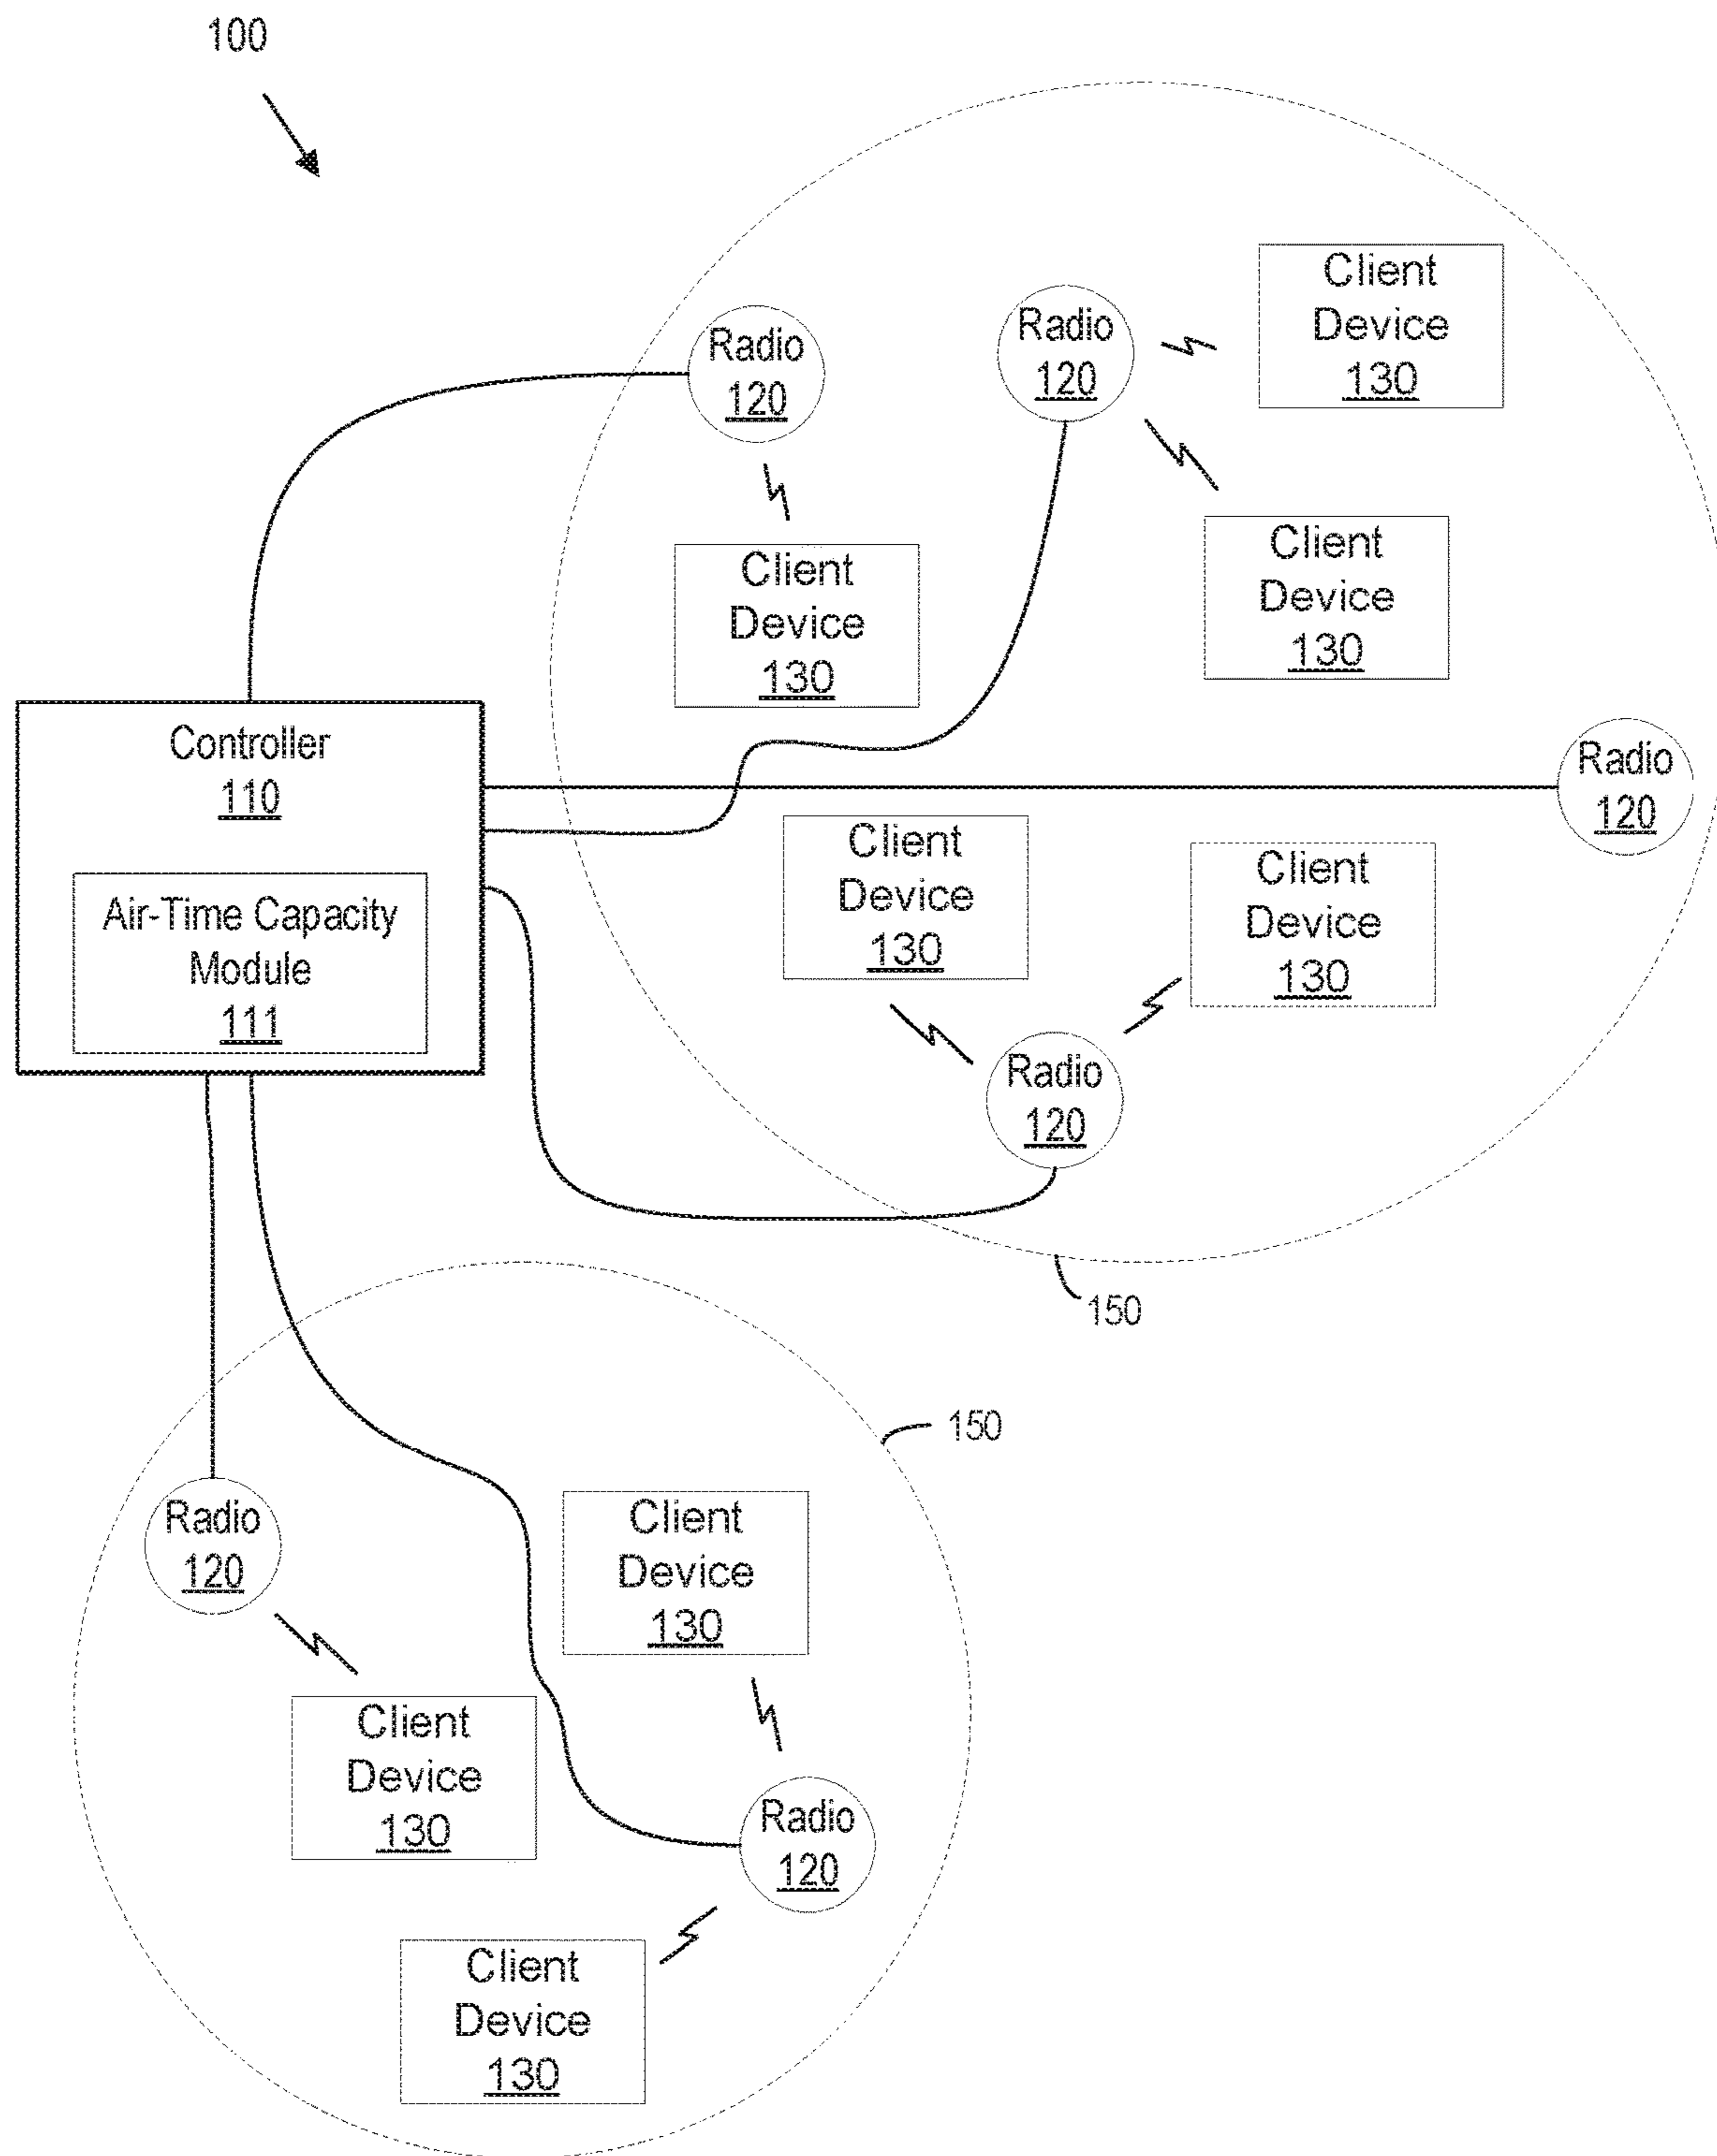 100
Radio
120
Radio
120
Client
Device
130
Client
Device
130
Client
Device
130
Controller
110
Air-Time Capacity
Module
111
Radio
120
Client
Device
130
Client
Device
130
Radio
120
150
150
Radio
120
Client
Device
130
Client
Device
130
Radio
120
Client
Device
130